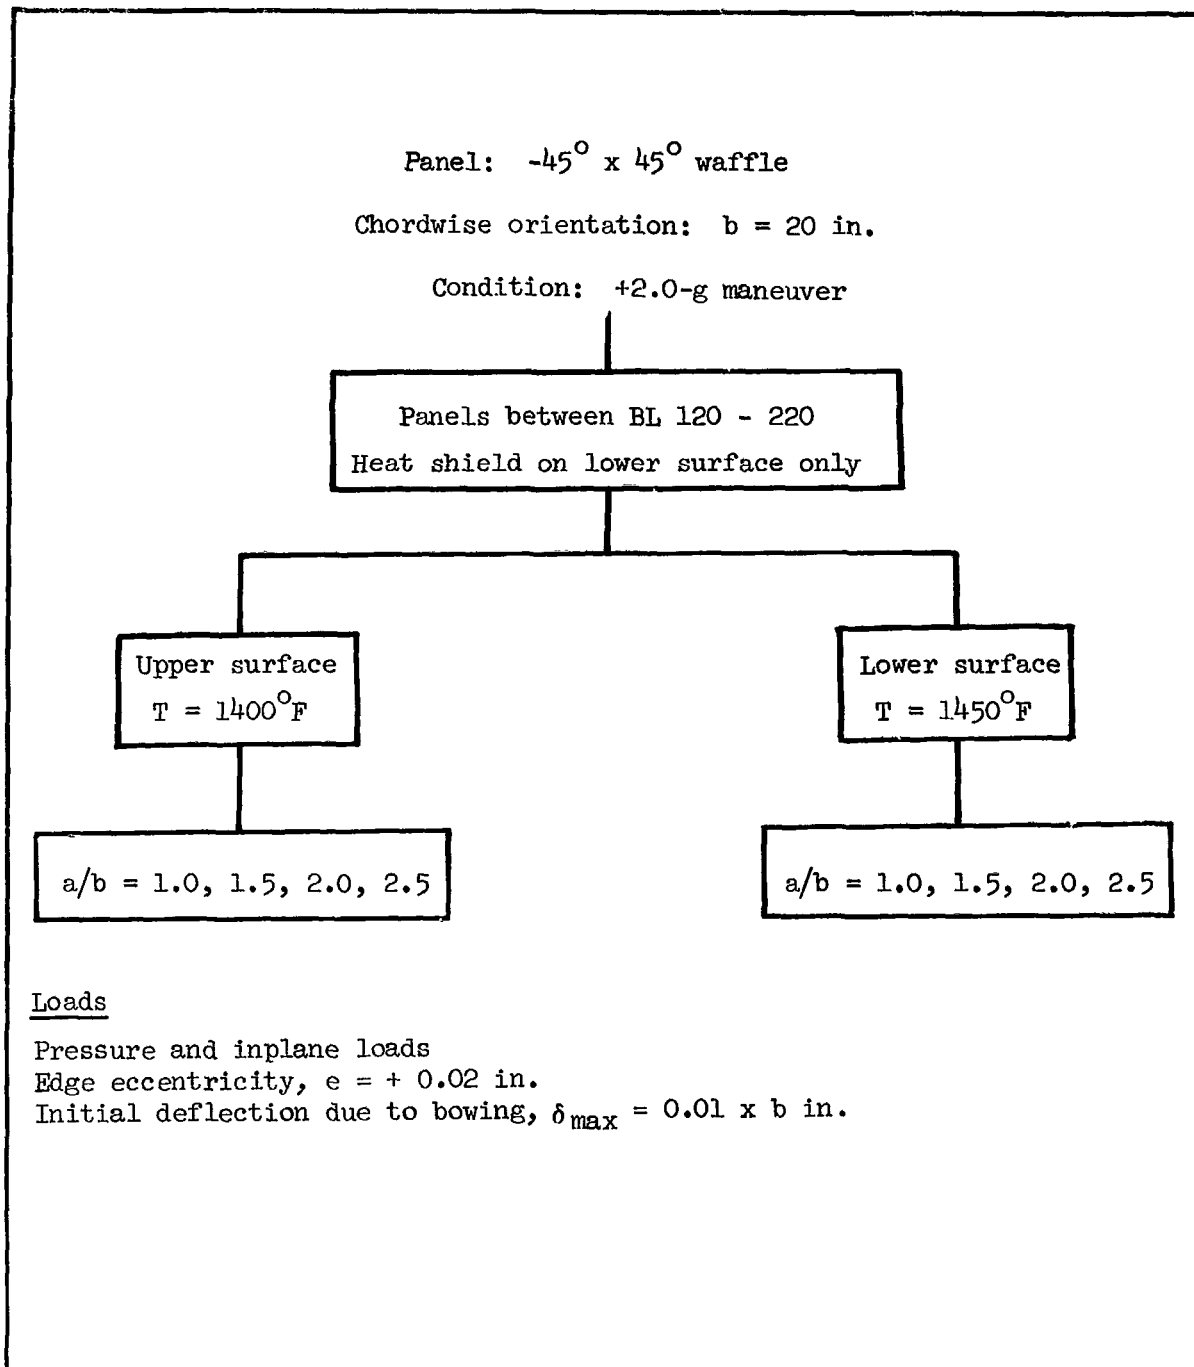 Panel: -45° x 45° waffle
Chordwise orientation: b = 20 in.
Condition: +2.0-g maneuver
Panels between BL 120 - 220
Heat shield on lower surface only
Upper surface
T = 1400°F
Lower surface
T = 1450°F
a/b = 1.0, 1.5, 2.0, 2.5
a/b = 1.0, 1.5, 2.0, 2.5
Loads
Pressure and inplane loads
Edge eccentricity, e = + 0.02 in.
Initial deflection due to bowing, δmax = 0.01 x b in.